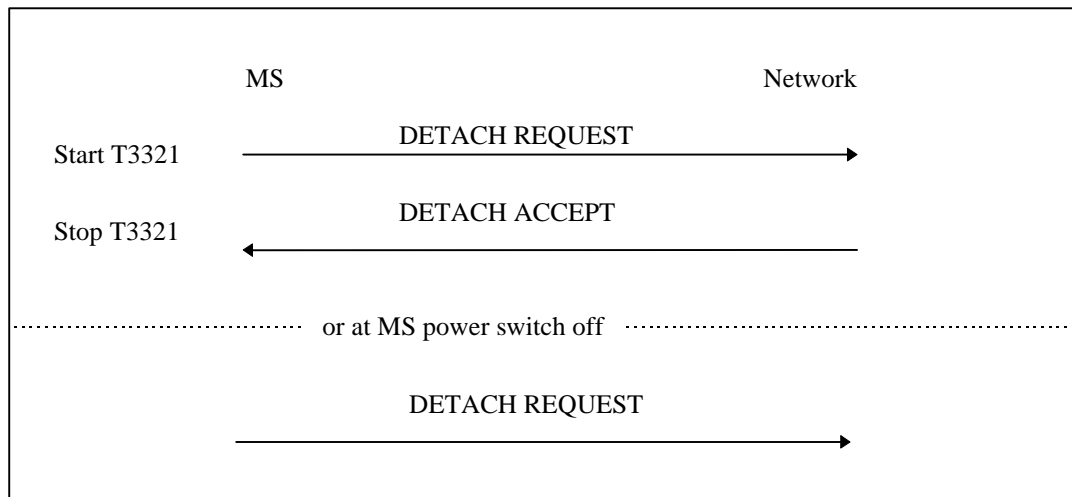 MS Network
DETACH REQUEST
Start T3321
DETACH ACCEPT
Stop T3321
or at MS power switch off
DETACH REQUEST